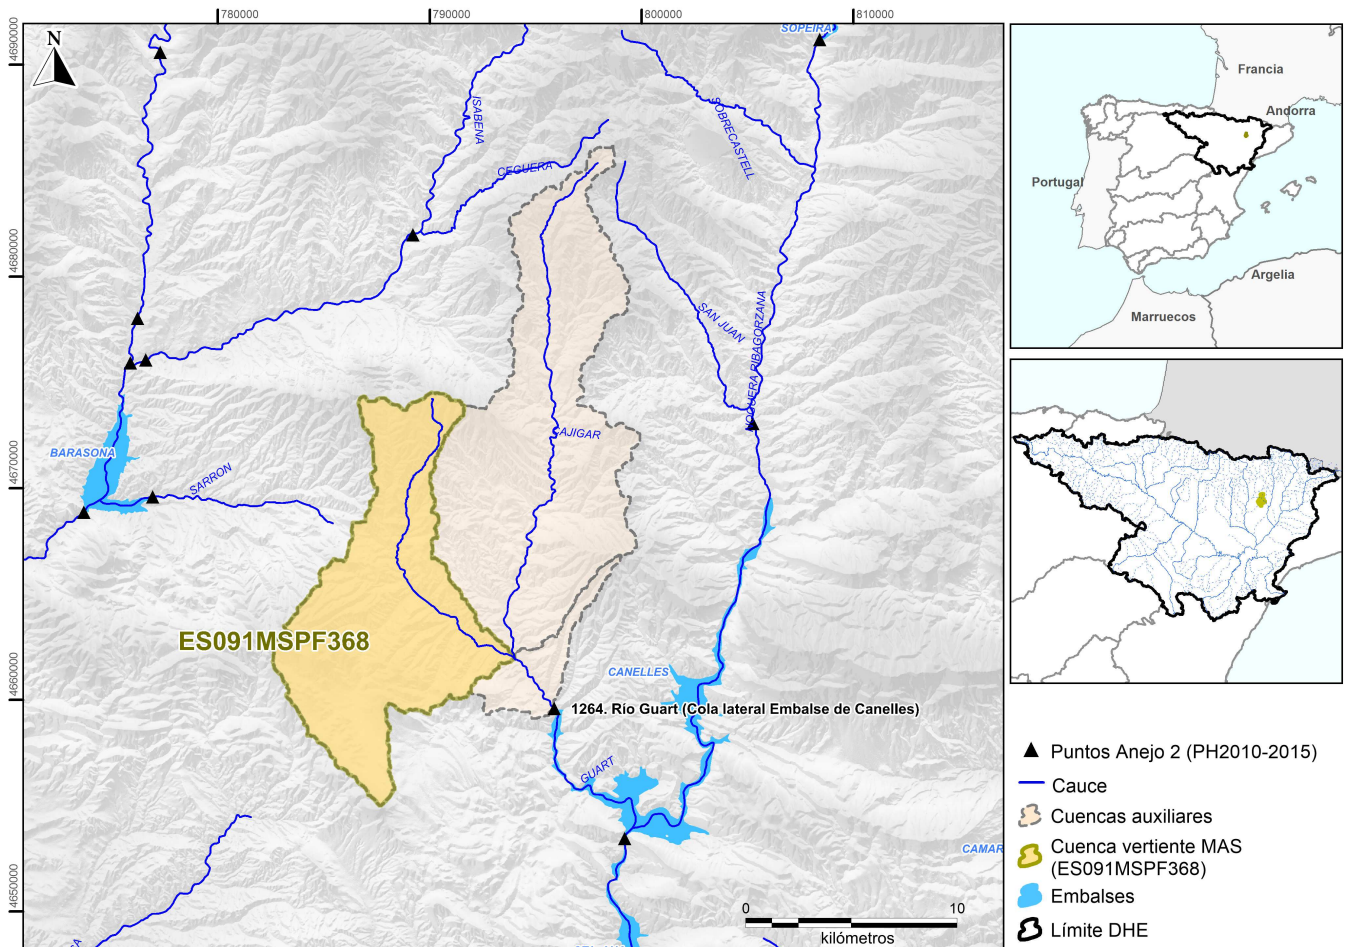 780000
790000
800000
810000
4690000
4680000
4670000
4660000
4650000
N
SOPEIRA
ISABENA
SOBRECASTELL
CEGUERA
SAN JUAN
NOGUERA RIBAGORZANA
CAJIGAR
BARASONA
SARRON
ES091MSPF368
CANELLES
1264. Río Guart (Cola lateral Embalse de Canelles)
GUART
CAMAR
0 10
kilómetros
Francia
Andorra
Portugal
Argelia
Marruecos
Puntos Anejo 2 (PH2010-2015)
Cauce
Cuencas auxiliares
Cuenca vertiente MAS
(ES091MSPF368)
Embalses
Límite DHE